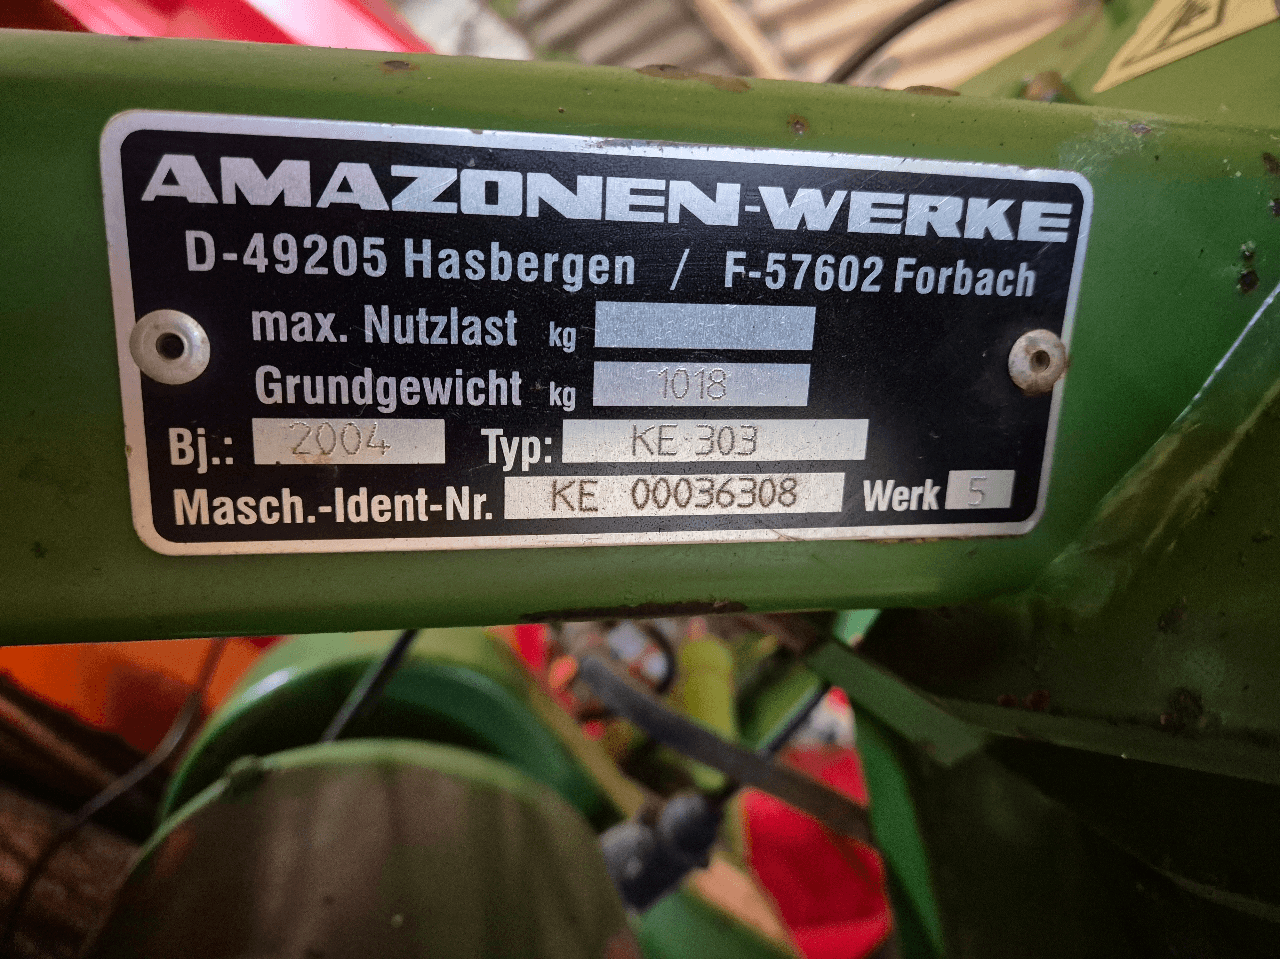 AMAZONEN-WERKE
D-49205 Hasbergen / F-57602 Forbach
max. Nutzlast kg
Grundgewicht kg 1018
Bj.: 2004 Typ: KE 303
Masch.-Ident-Nr. KE 00036308 Werk 5